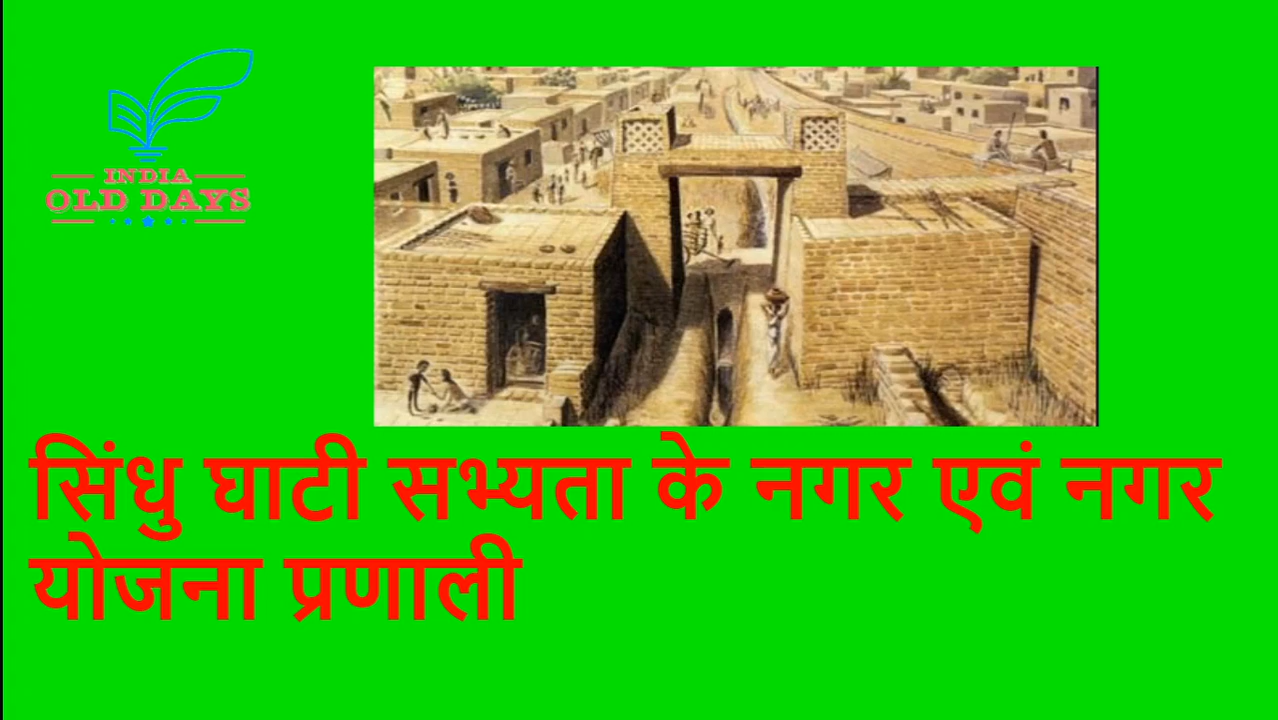 INDIA
OLD DAYS
सिंधु घाटी सभ्यता के नगर एवं नगर
योजना प्रणाली